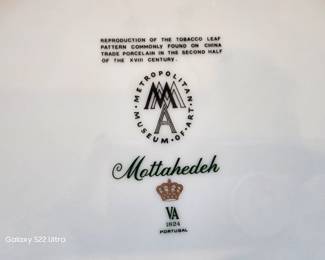 REPRODUCTION OF THE TOBACCO LEAF
PATTERN COMMONLY FOUND ON CHINA
TRADE PORCELAIN IN THE SECOND HALF
OF THE XVIII CENTURY.
METROPOLITAN
MMA
MUSEUM·OF·ART
Mottahedeh
VA
1824
PORTUGAL
Galaxy S22 Ultra